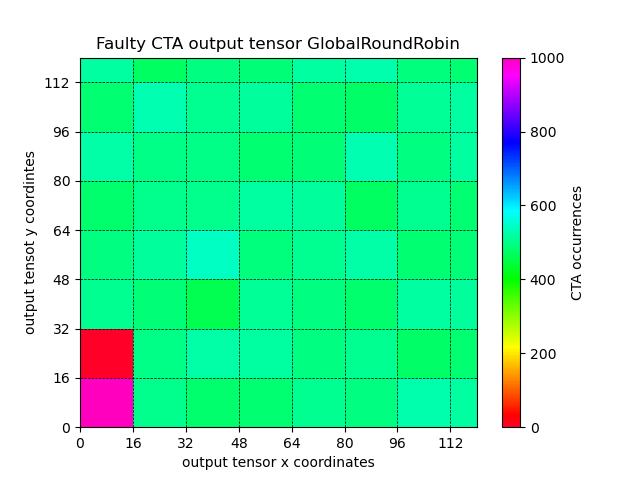 Faulty CTA output tensor GlobalRoundRobin
output tensot y coordintes
112
96
80
64
48
32
16
0
0 16 32 48 64 80 96 112
output tensor x coordinates
1000
800
600
400
200
0
CTA occurrences